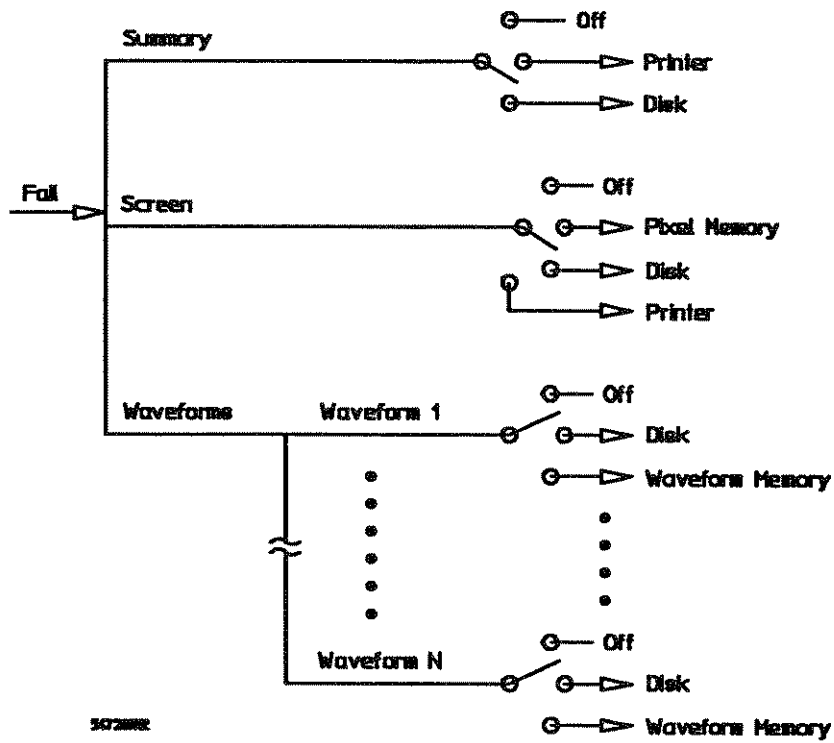 Off
Summary
Printer
Disk
Fail
Off
Screen
Pixel Memory
Disk
Printer
Off
Waveforms Waveform 1
Disk
Waveform Memory
Off
Waveform N
Disk
Waveform Memory